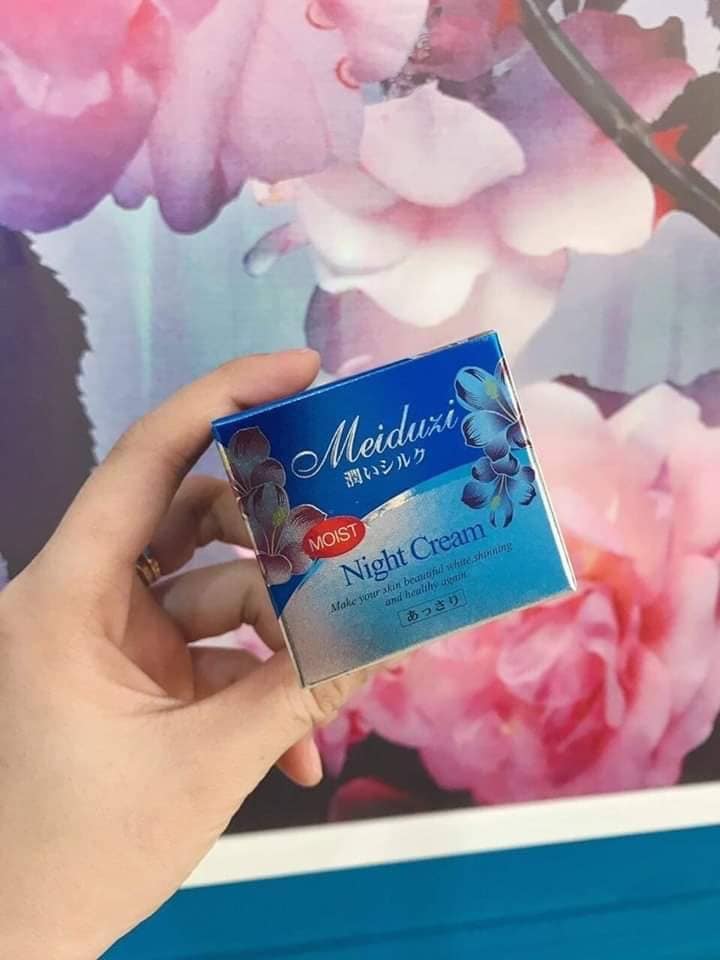 Meiduzi
潤いシルク
MOIST
Night Cream
Make your skin beautiful white,shinning
and healthy again
あっさり